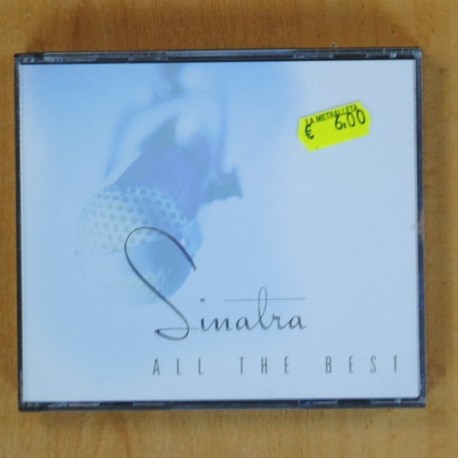 LA METRALLETA
€ 6.00
Sinatra
ALL THE BEST